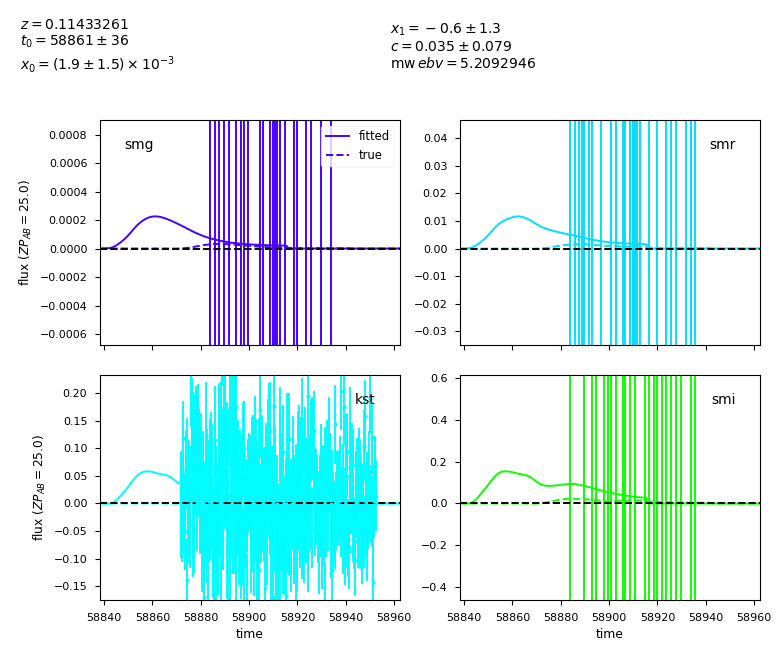 z = 0.11433261
t₀ = 58861 ± 36
x₀ = (1.9 ± 1.5) × 10⁻³
x₁ = −0.6 ± 1.3
c = 0.035 ± 0.079
mw ebv = 5.2092946
smg
fitted
true
0.0008
0.0006
0.0004
0.0002
0.0000
−0.0002
−0.0004
−0.0006
flux (ZP_AB = 25.0)
smr
0.04
0.03
0.02
0.01
0.00
−0.01
−0.02
−0.03
kst
0.20
0.15
0.10
0.05
0.00
−0.05
−0.10
−0.15
flux (ZP_AB = 25.0)
58840 58860 58880 58900 58920 58940 58960
time
smi
0.6
0.4
0.2
0.0
−0.2
−0.4
58840 58860 58880 58900 58920 58940 58960
time